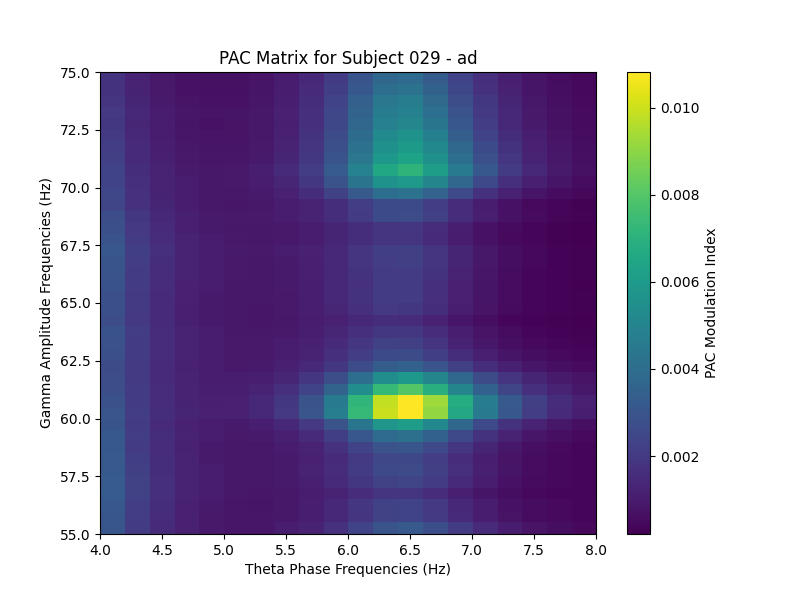 PAC Matrix for Subject 029 - ad
75.0
72.5
70.0
67.5
65.0
62.5
60.0
57.5
55.0
Gamma Amplitude Frequencies (Hz)
4.0 4.5 5.0 5.5 6.0 6.5 7.0 7.5 8.0
Theta Phase Frequencies (Hz)
0.010
0.008
0.006
0.004
0.002
PAC Modulation Index